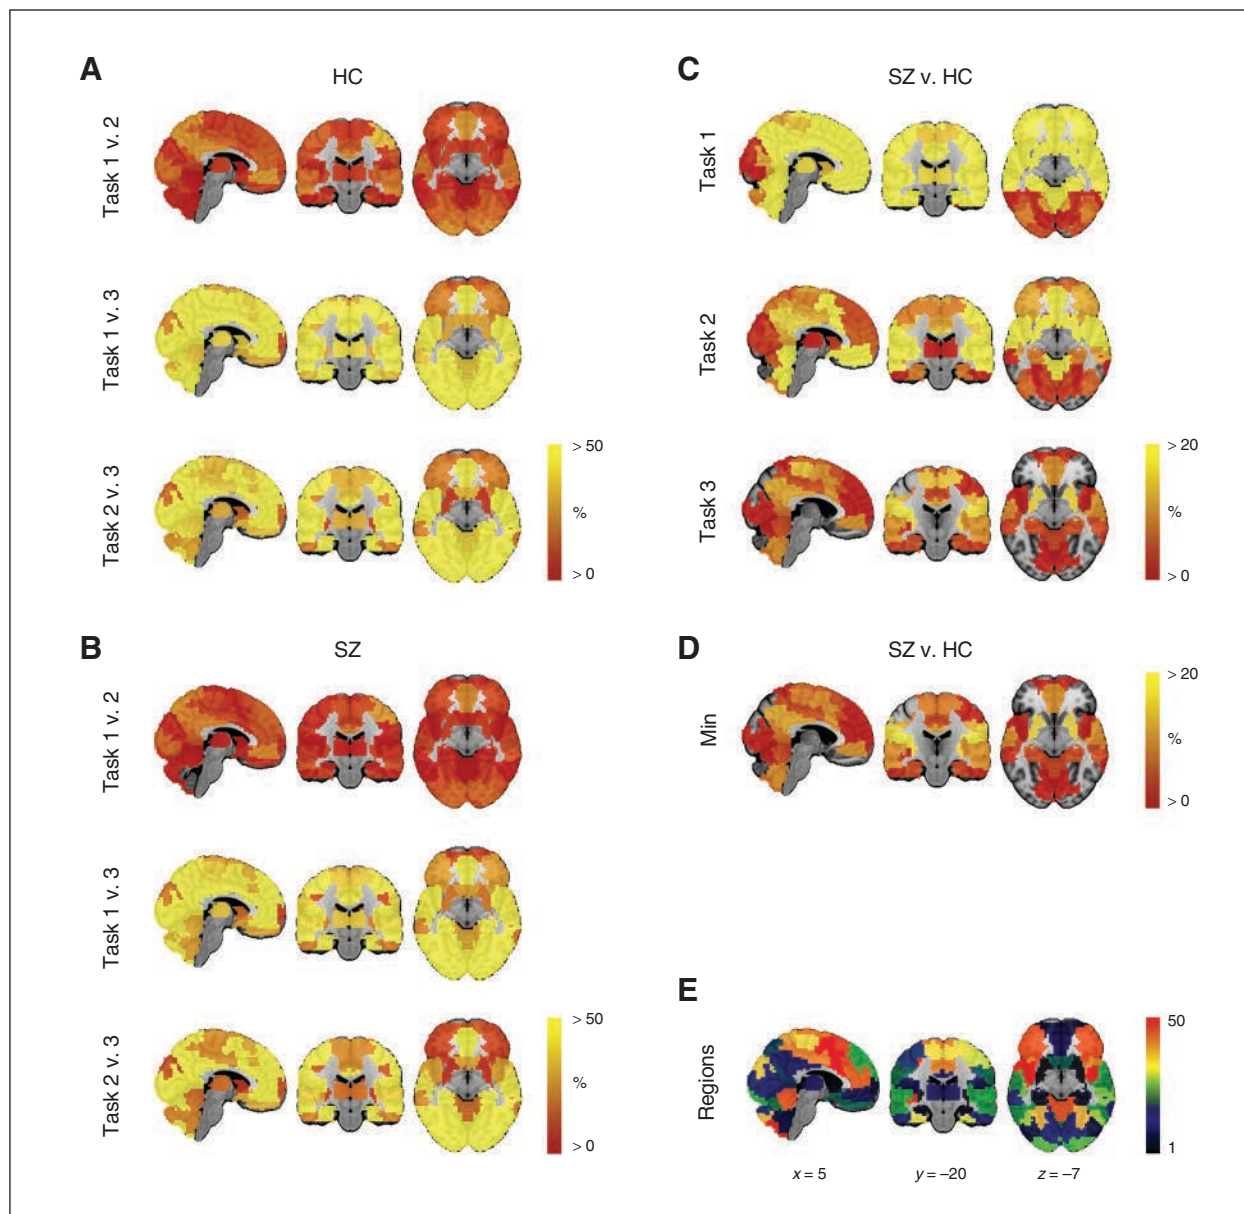 A
HC
Task 1 v. 2
Task 1 v. 3
Task 2 v. 3
> 50
%
> 0
B
SZ
Task 1 v. 2
Task 1 v. 3
Task 2 v. 3
> 50
%
> 0
C
SZ v. HC
Task 1
Task 2
Task 3
> 20
%
> 0
D
SZ v. HC
Min
> 20
%
> 0
E
Regions
50
1
x = 5
y = –20
z = –7